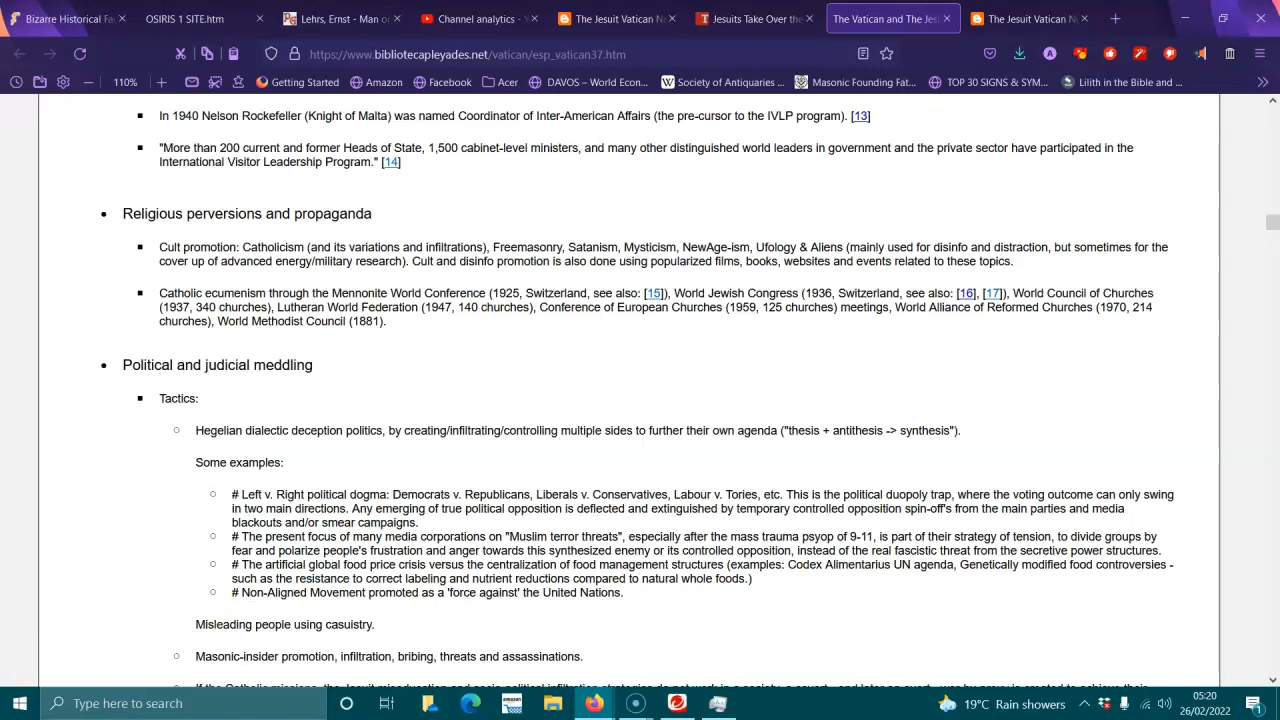 Bizarre Historical Fa
OSIRIS 1 SITE.htm
Lehrs, Ernst - Man o
Channel analytics - Y
The Jesuit Vatican Ne
Jesuits Take Over the
The Vatican and The Jes
The Jesuit Vatican Ne
https://www.bibliotecapleyades.net/vatican/esp_vatican37.htm
110%
Getting Started
Amazon
Facebook
Acer
DAVOS – World Econ...
Society of Antiquaries ...
Masonic Founding Fat...
TOP 30 SIGNS & SYM...
Lilith in the Bible and ...
In 1940 Nelson Rockefeller (Knight of Malta) was named Coordinator of Inter-American Affairs (the pre-cursor to the IVLP program). [13]
"More than 200 current and former Heads of State, 1,500 cabinet-level ministers, and many other distinguished world leaders in government and the private sector have participated in the
International Visitor Leadership Program." [14]
Religious perversions and propaganda
Cult promotion: Catholicism (and its variations and infiltrations), Freemasonry, Satanism, Mysticism, NewAge-ism, Ufology & Aliens (mainly used for disinfo and distraction, but sometimes for the
cover up of advanced energy/military research). Cult and disinfo promotion is also done using popularized films, books, websites and events related to these topics.
Catholic ecumenism through the Mennonite World Conference (1925, Switzerland, see also: [15]), World Jewish Congress (1936, Switzerland, see also: [16], [17]), World Council of Churches
(1937, 340 churches), Lutheran World Federation (1947, 140 churches), Conference of European Churches (1959, 125 churches) meetings, World Alliance of Reformed Churches (1970, 214
churches), World Methodist Council (1881).
Political and judicial meddling
Tactics:
Hegelian dialectic deception politics, by creating/infiltrating/controlling multiple sides to further their own agenda ("thesis + antithesis -> synthesis").
Some examples:
# Left v. Right political dogma: Democrats v. Republicans, Liberals v. Conservatives, Labour v. Tories, etc. This is the political duopoly trap, where the voting outcome can only swing
in two main directions. Any emerging of true political opposition is deflected and extinguished by temporary controlled opposition spin-off's from the main parties and media
blackouts and/or smear campaigns.
# The present focus of many media corporations on "Muslim terror threats", especially after the mass trauma psyop of 9-11, is part of their strategy of tension, to divide groups by
fear and polarize people's frustration and anger towards this synthesized enemy or its controlled opposition, instead of the real fascistic threat from the secretive power structures.
# The artificial global food price crisis versus the centralization of food management structures (examples: Codex Alimentarius UN agenda, Genetically modified food controversies -
such as the resistance to correct labeling and nutrient reductions compared to natural whole foods.)
# Non-Aligned Movement promoted as a 'force against' the United Nations.
Misleading people using casuistry.
Masonic-insider promotion, infiltration, bribing, threats and assassinations.
Type here to search
19°C Rain showers
05:20
26/02/2022